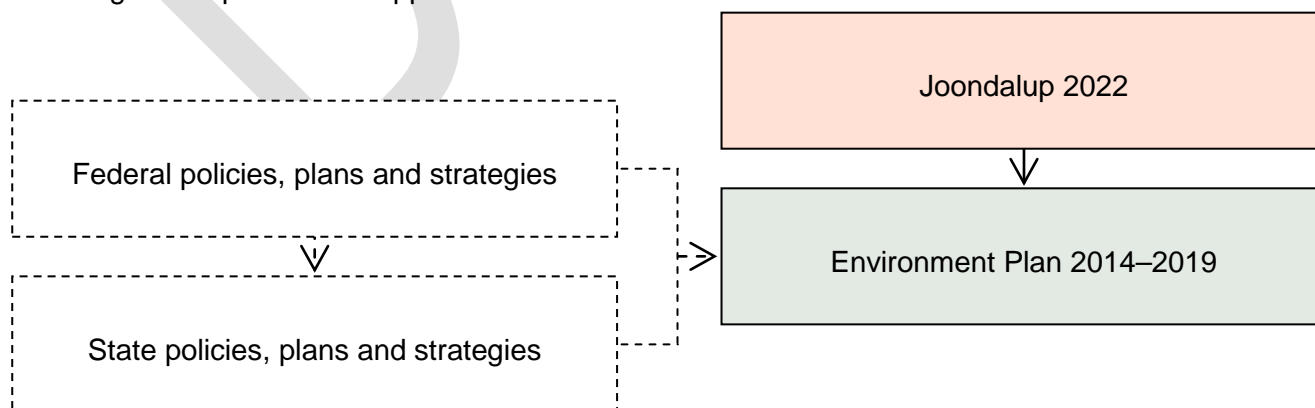 Joondalup 2022
Federal policies, plans and strategies
Environment Plan 2014–2019
State policies, plans and strategies